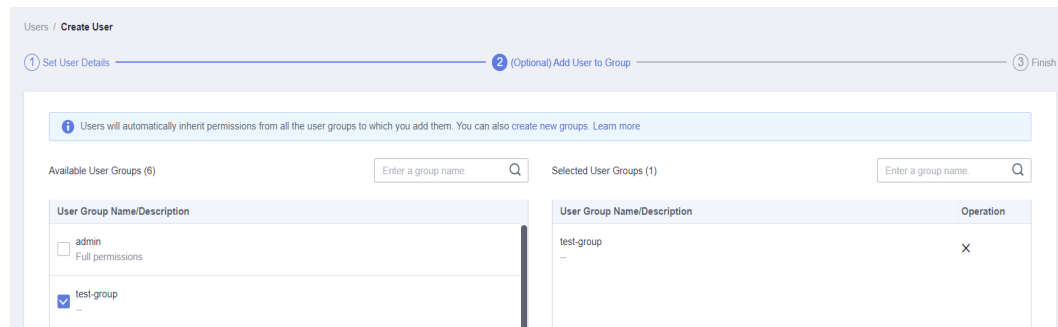 Users / Create User
1 Set User Details 2 (Optional) Add User to Group 3 Finish
Users will automatically inherit permissions from all the user groups to which you add them. You can also create new groups. Learn more
Available User Groups (6) Enter a group name. Selected User Groups (1) Enter a group name.
User Group Name/Description User Group Name/Description Operation
admin
Full permissions
test-group
--
test-group
--